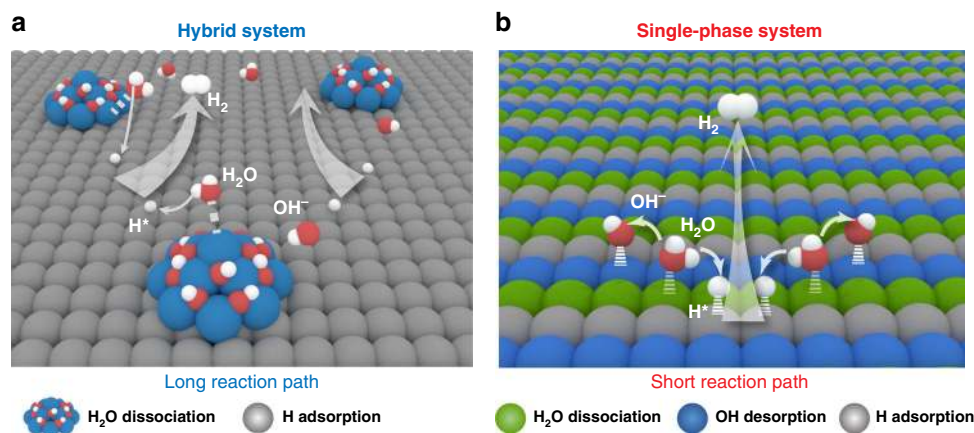 a
Hybrid system
H₂
H₂O
OH⁻
H*
Long reaction path
H₂O dissociation
H adsorption
b
Single-phase system
H₂
OH⁻
H₂O
H*
Short reaction path
H₂O dissociation
OH desorption
H adsorption